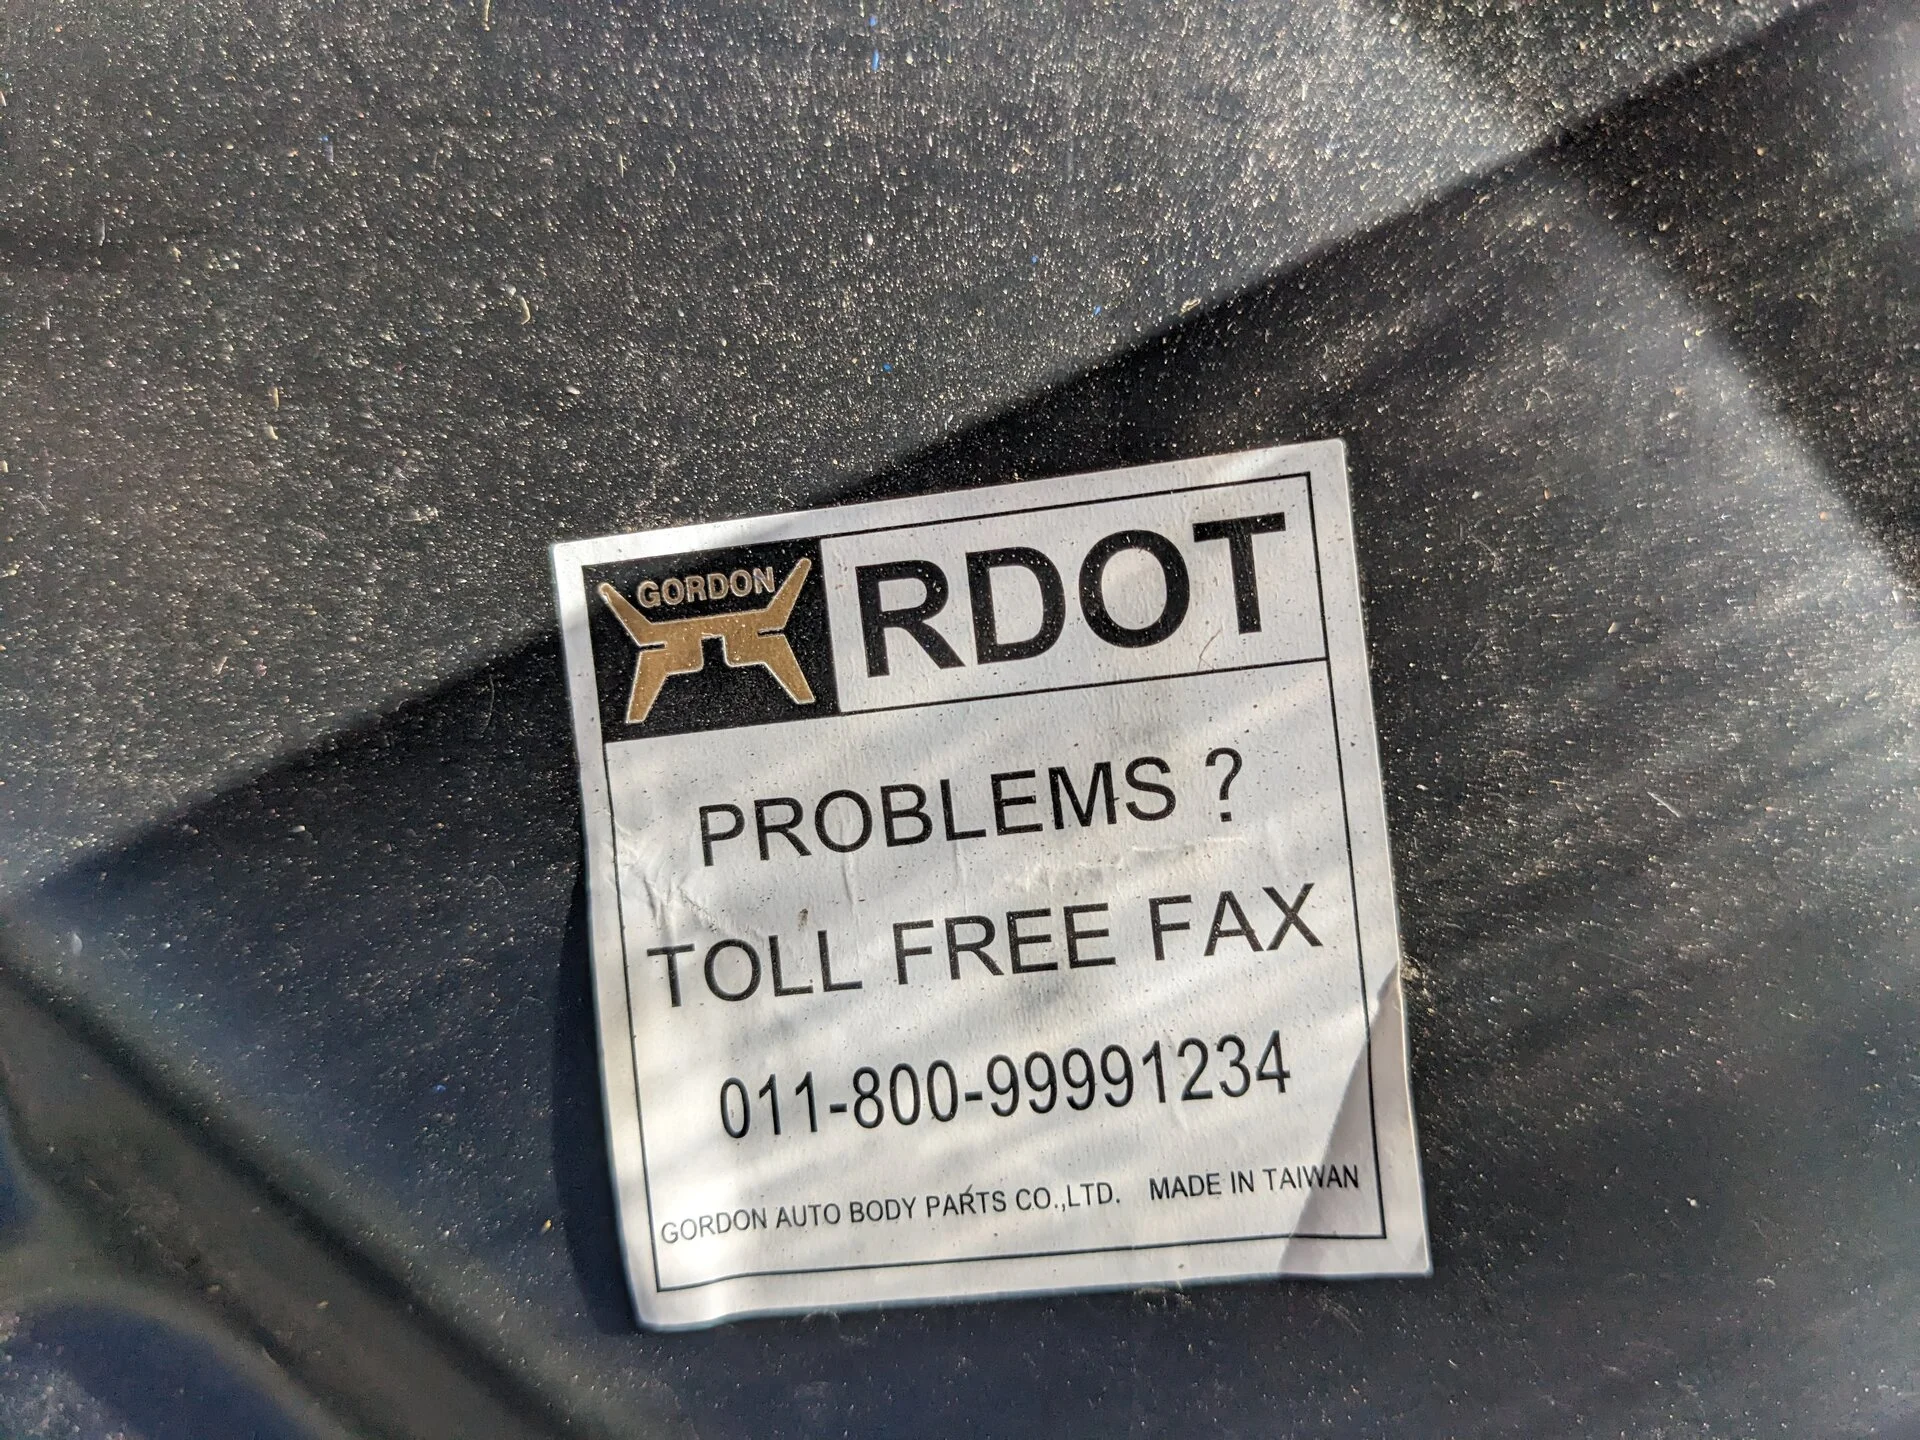 GORDON
RDOT
PROBLEMS ?
TOLL FREE FAX
011-800-99991234
GORDON AUTO BODY PARTS CO.,LTD. MADE IN TAIWAN